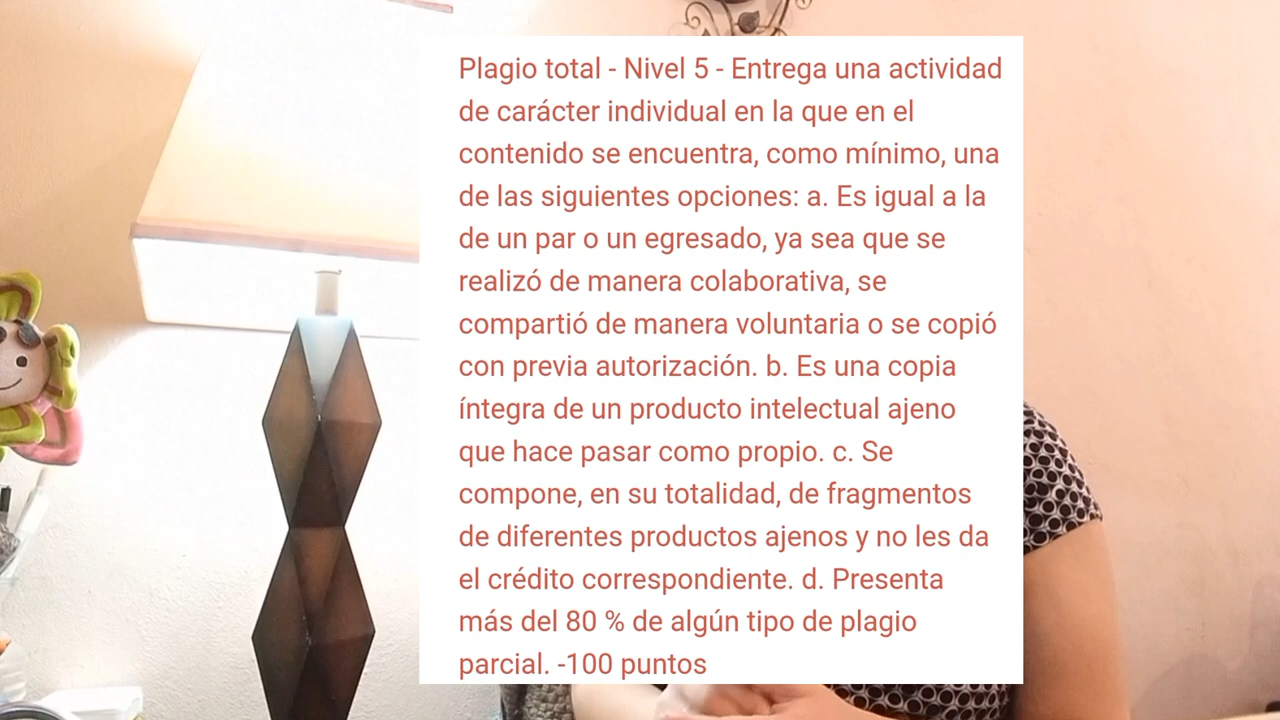 Plagio total - Nivel 5 - Entrega una actividad
de carácter individual en la que en el
contenido se encuentra, como mínimo, una
de las siguientes opciones: a. Es igual a la
de un par o un egresado, ya sea que se
realizó de manera colaborativa, se
compartió de manera voluntaria o se copió
con previa autorización. b. Es una copia
íntegra de un producto intelectual ajeno
que hace pasar como propio. c. Se
compone, en su totalidad, de fragmentos
de diferentes productos ajenos y no les da
el crédito correspondiente. d. Presenta
más del 80 % de algún tipo de plagio
parcial. -100 puntos